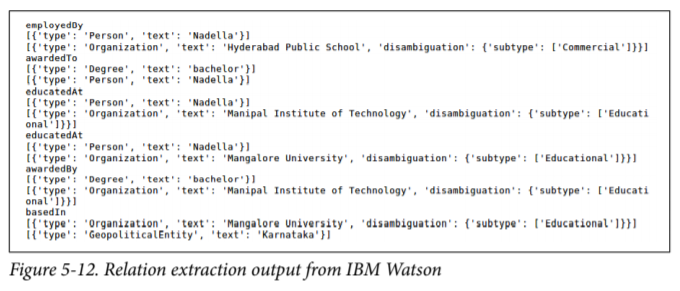 employedBy
[{'type': 'Person', 'text': 'Nadella'}]
[{'type': 'Organization', 'text': 'Hyderabad Public School', 'disambiguation': {'subtype': ['Commercial']}}]
awardedTo
[{'type': 'Degree', 'text': 'bachelor'}]
[{'type': 'Person', 'text': 'Nadella'}]
educatedAt
[{'type': 'Person', 'text': 'Nadella'}]
[{'type': 'Organization', 'text': 'Manipal Institute of Technology', 'disambiguation': {'subtype': ['Educati
onal']}}]
educatedAt
[{'type': 'Person', 'text': 'Nadella'}]
[{'type': 'Organization', 'text': 'Mangalore University', 'disambiguation': {'subtype': ['Educational']}}]
awardedBy
[{'type': 'Degree', 'text': 'bachelor'}]
[{'type': 'Organization', 'text': 'Manipal Institute of Technology', 'disambiguation': {'subtype': ['Educati
onal']}}]
basedIn
[{'type': 'Organization', 'text': 'Mangalore University', 'disambiguation': {'subtype': ['Educational']}}]
[{'type': 'GeopoliticalEntity', 'text': 'Karnataka'}]
Figure 5-12. Relation extraction output from IBM Watson